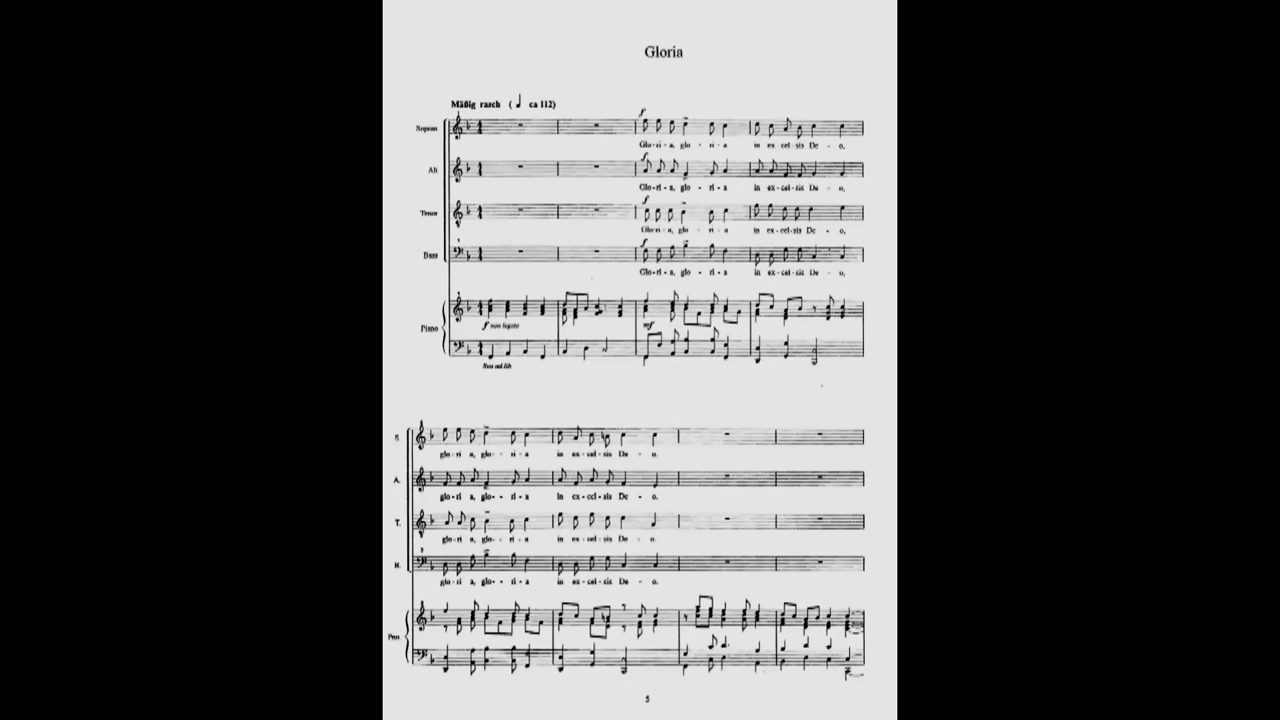 Gloria
Mäßig rasch ( ♩ ca 112)
Sopran
f
Glo - ri - a, glo - ri - a in ex cel - sis De - o,
Alt
f
Glo - ri - a, glo - ri - a in ex - cel - sis De - o,
Tenor
f
Glo - ri - a, glo - ri - a in ex - cel - sis De - o,
Bass
f
Glo - ri - a, glo - ri - a in ex - cel - sis De - o,
Piano
f non legato
mf
S.
glo - ri a, glo - ri - a in ex - cel - sis De - o.
A.
glo - ri a, glo - ri - a in ex - cel - sis De - o.
T.
glo - ri a, glo - ri - a in ex - cel - sis De - o
B.
glo - ri a, glo - ri - a in ex - cel - sis De - o.
Pno.
5